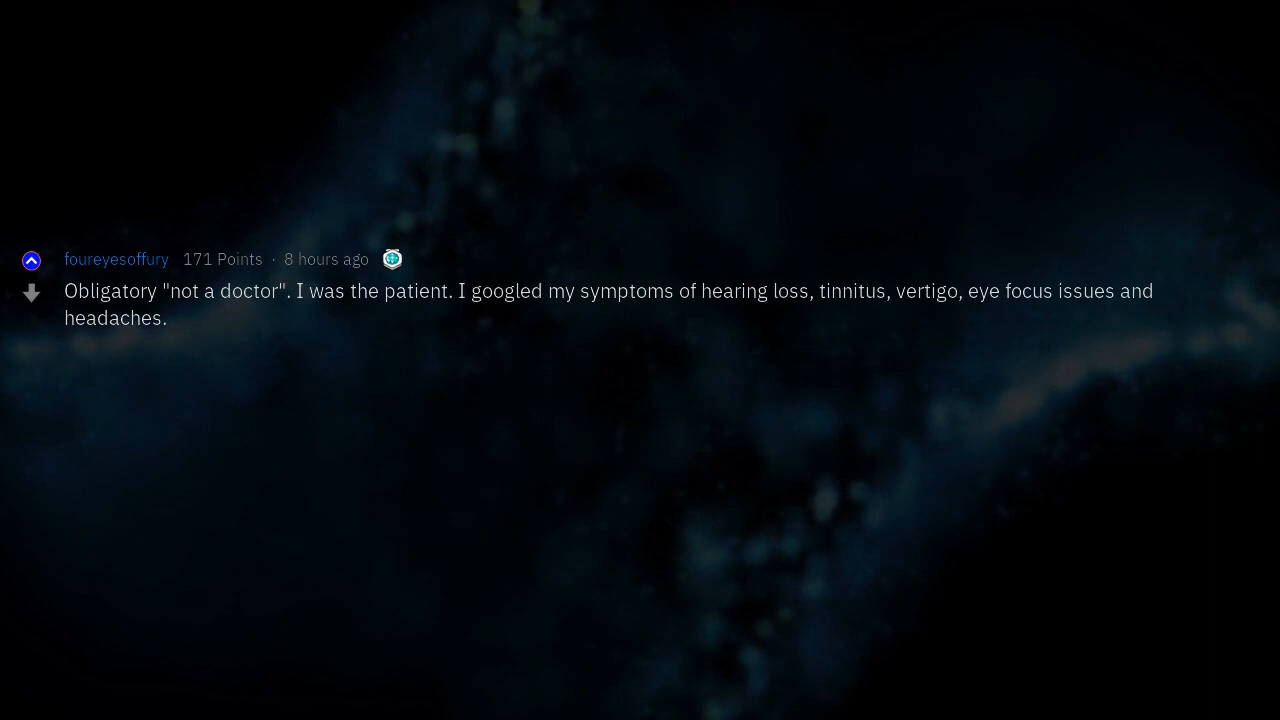 foureyesoffury 171 Points · 8 hours ago
Obligatory "not a doctor". I was the patient. I googled my symptoms of hearing loss, tinnitus, vertigo, eye focus issues and
headaches.